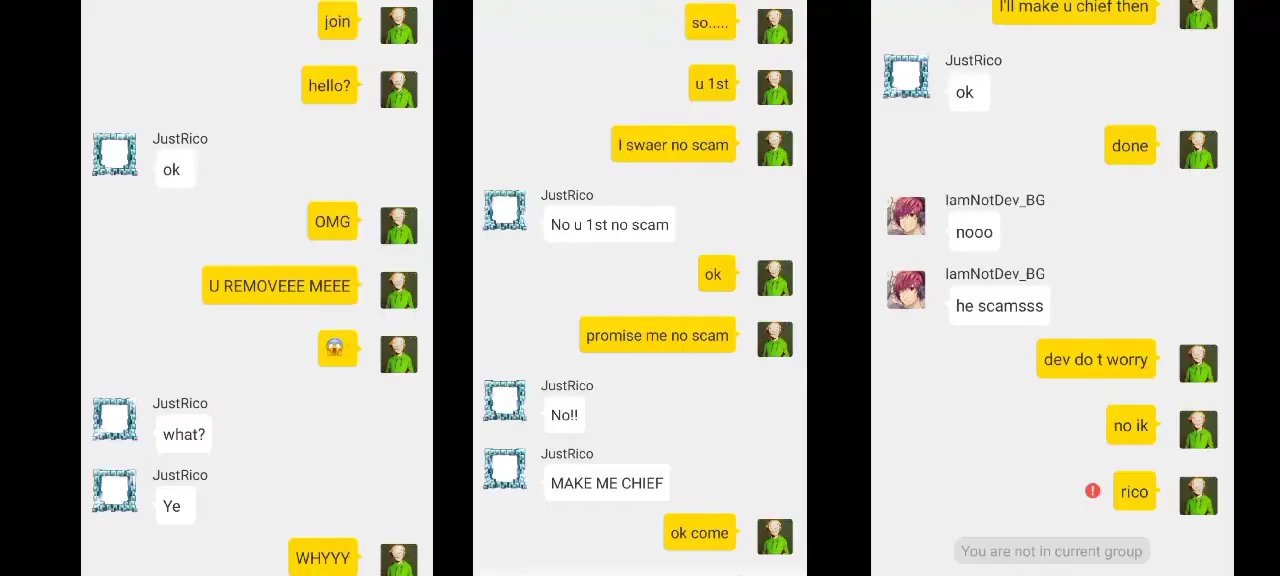 join
hello?
JustRico
ok
OMG
U REMOVEEE MEEE
JustRico
what?
JustRico
Ye
WHYYY
so.....
u 1st
I swaer no scam
JustRico
No u 1st no scam
ok
promise me no scam
JustRico
No!!
JustRico
MAKE ME CHIEF
ok come
I'll make u chief then
JustRico
ok
done
IamNotDev_BG
nooo
IamNotDev_BG
he scamsss
dev do t worry
no ik
rico
You are not in current group